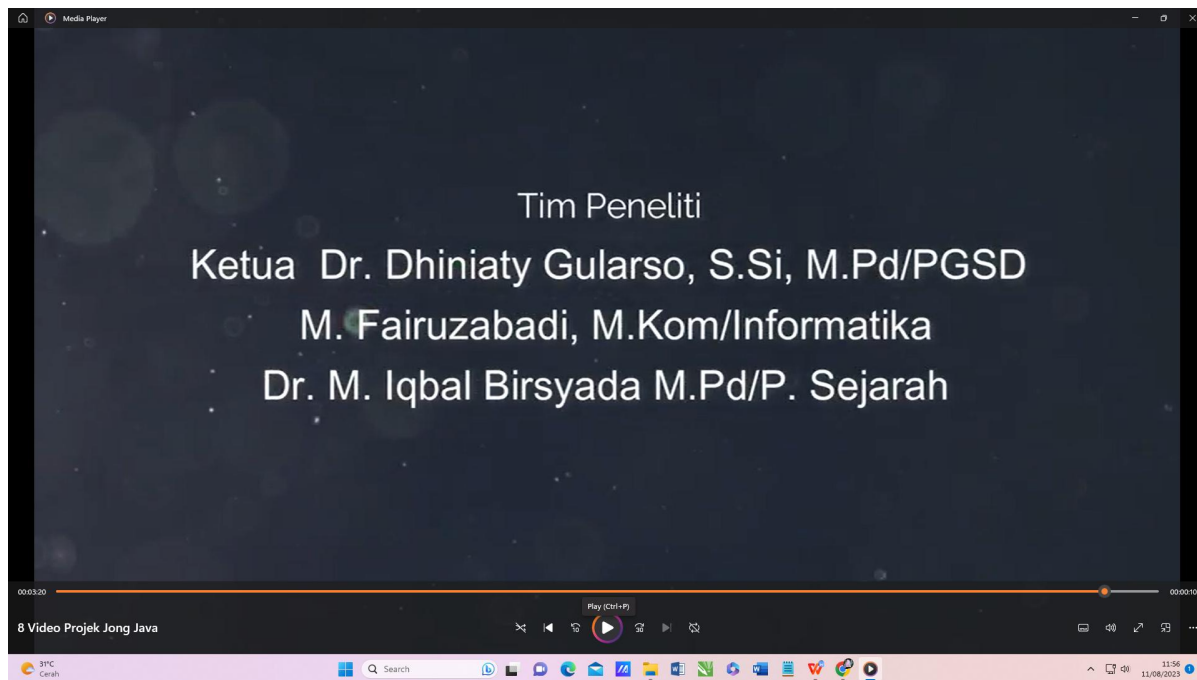 Media Player
Tim Peneliti
Ketua Dr. Dhiniaty Gularso, S.Si, M.Pd/PGSD
M. Fairuzabadi, M.Kom/Informatika
Dr. M. Iqbal Birsyada M.Pd/P. Sejarah
00:03:20
00:00:10
Play (Ctrl+P)
8 Video Projek Jong Java
10
30
31°C
Cerah
Search
11:56
11/08/2023